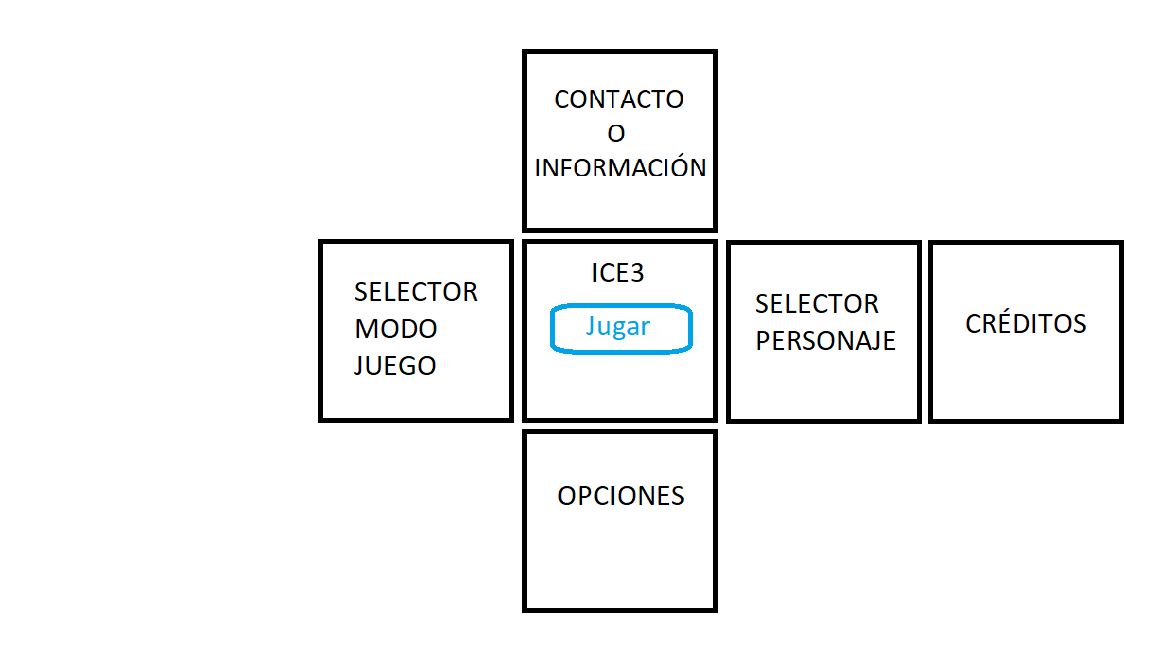 CONTACTO
O
INFORMACIÓN
SELECTOR
MODO
JUEGO
ICE3
Jugar
SELECTOR
PERSONAJE
CRÉDITOS
OPCIONES